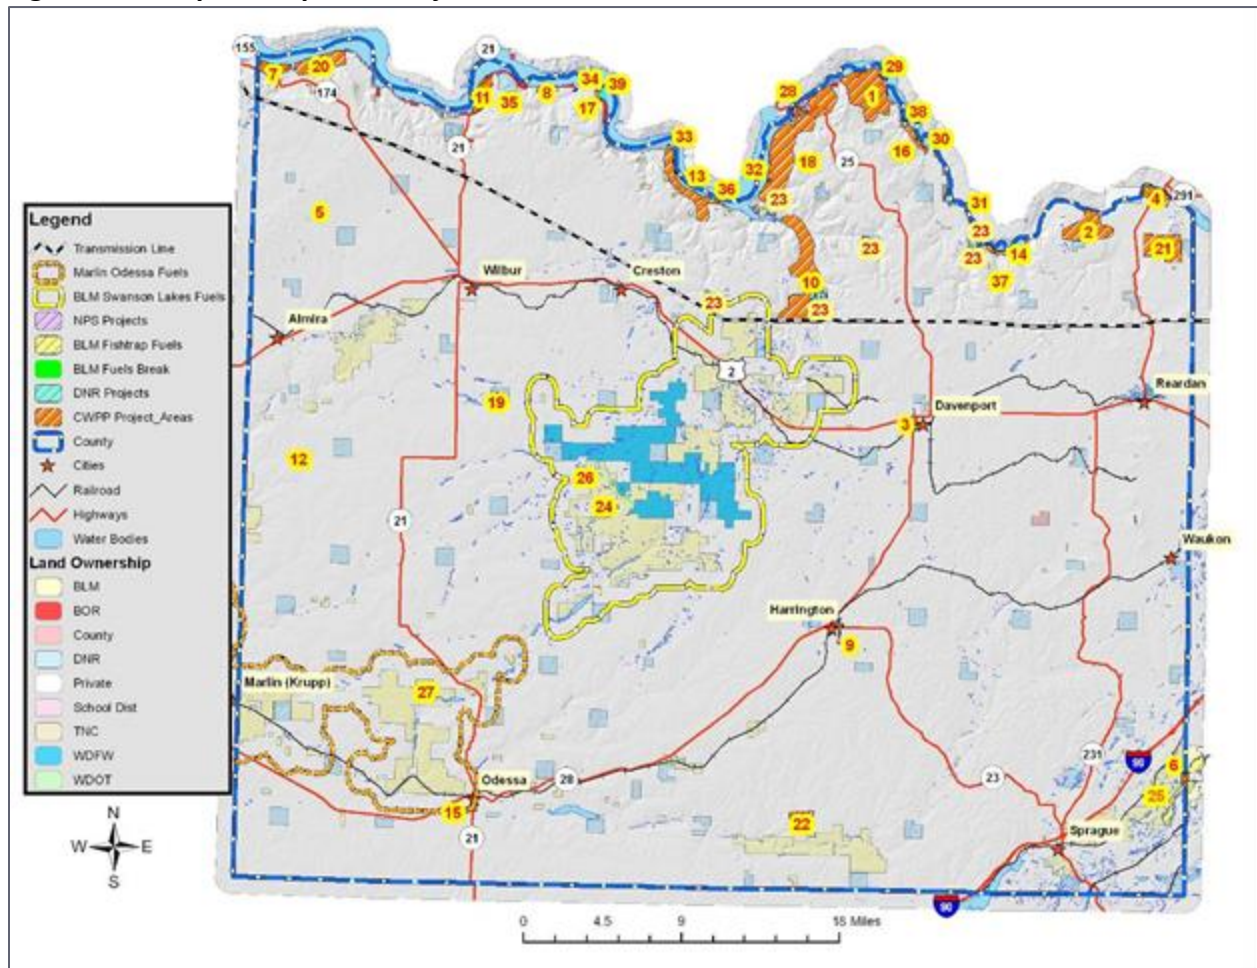 155
21
29
7
20
174
34
39
11
35
8
17
28
1
38
30
21
33
18
25
16
32
13
36
23
31
4
291
5
23
23
2
21
23
14
37
10
23
23
Legend
Transmission Line
Marlin Odessa Fuels
BLM Swanson Lakes Fuels
NPS Projects
BLM Fishtrap Fuels
BLM Fuels Break
DNR Projects
CWPP Project_Areas
County
Cities
Railroad
Highways
Water Bodies
Land Ownership
BLM
BOR
County
DNR
Private
School Dist
TNC
WDFW
WDOT
Wilbur
Creston
Almira
2
Reardan
19
Davenport
3
12
26
24
21
Waukon
Harrington
9
Marlin (Krupp)
27
Odessa
28
15
21
23
231
90
6
25
22
Sprague
90
N
W E
S
0 4.5 9 18 Miles